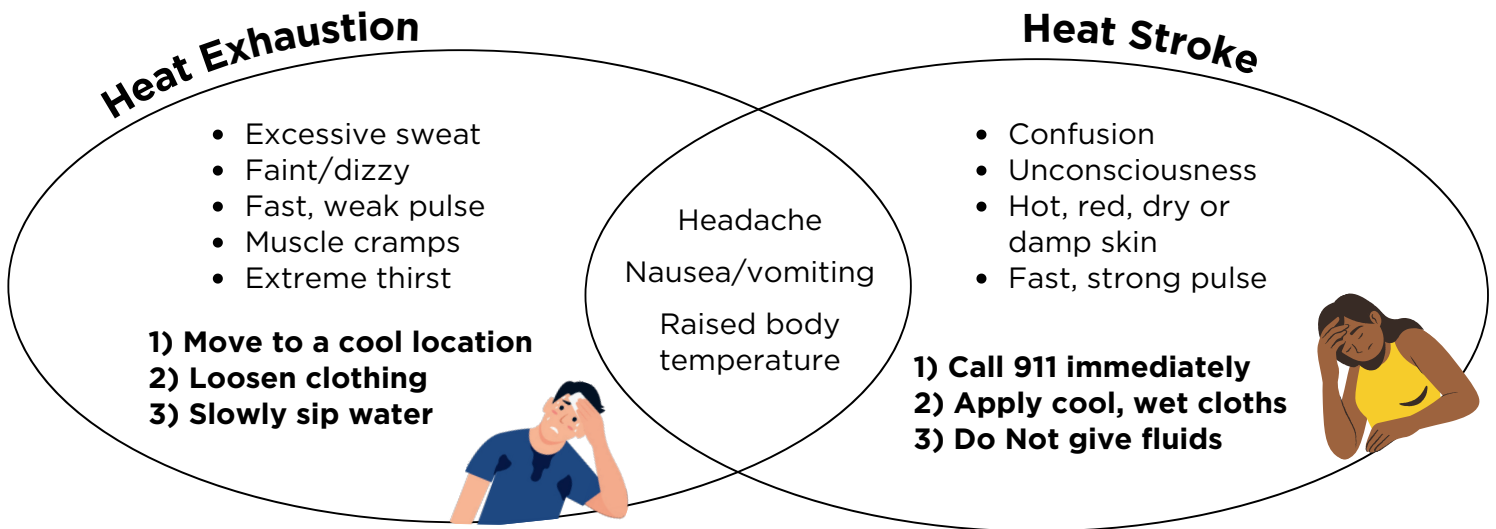 Heat Exhaustion
• Excessive sweat
• Faint/dizzy
• Fast, weak pulse
• Muscle cramps
• Extreme thirst
1) Move to a cool location
2) Loosen clothing
3) Slowly sip water
Headache
Nausea/vomiting
Raised body
temperature
Heat Stroke
• Confusion
• Unconsciousness
• Hot, red, dry or
damp skin
• Fast, strong pulse
1) Call 911 immediately
2) Apply cool, wet cloths
3) Do Not give fluids